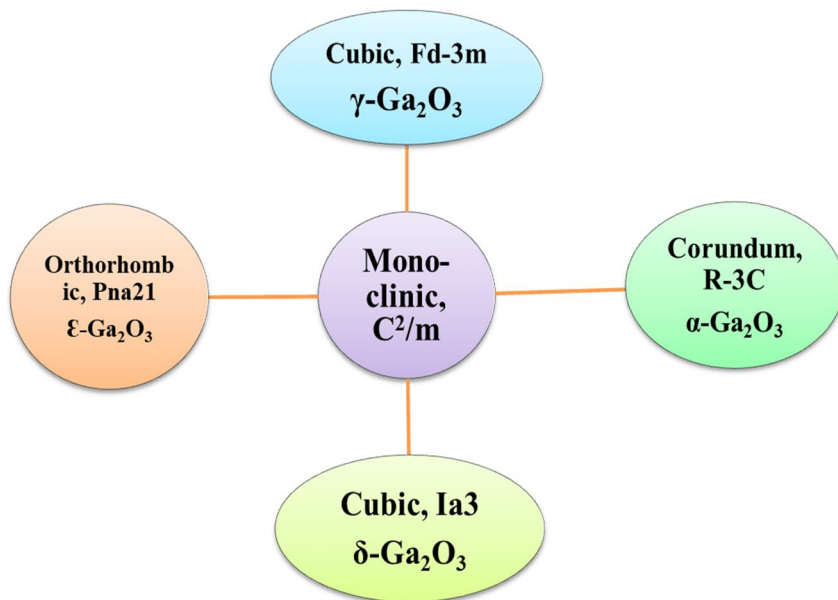 Cubic, Fd-3m
γ-Ga₂O₃
Orthorhomb
ic, Pna21
Ɛ-Ga₂O₃
Mono-
clinic,
C²/m
Corundum,
R-3C
α-Ga₂O₃
Cubic, Ia3
δ-Ga₂O₃